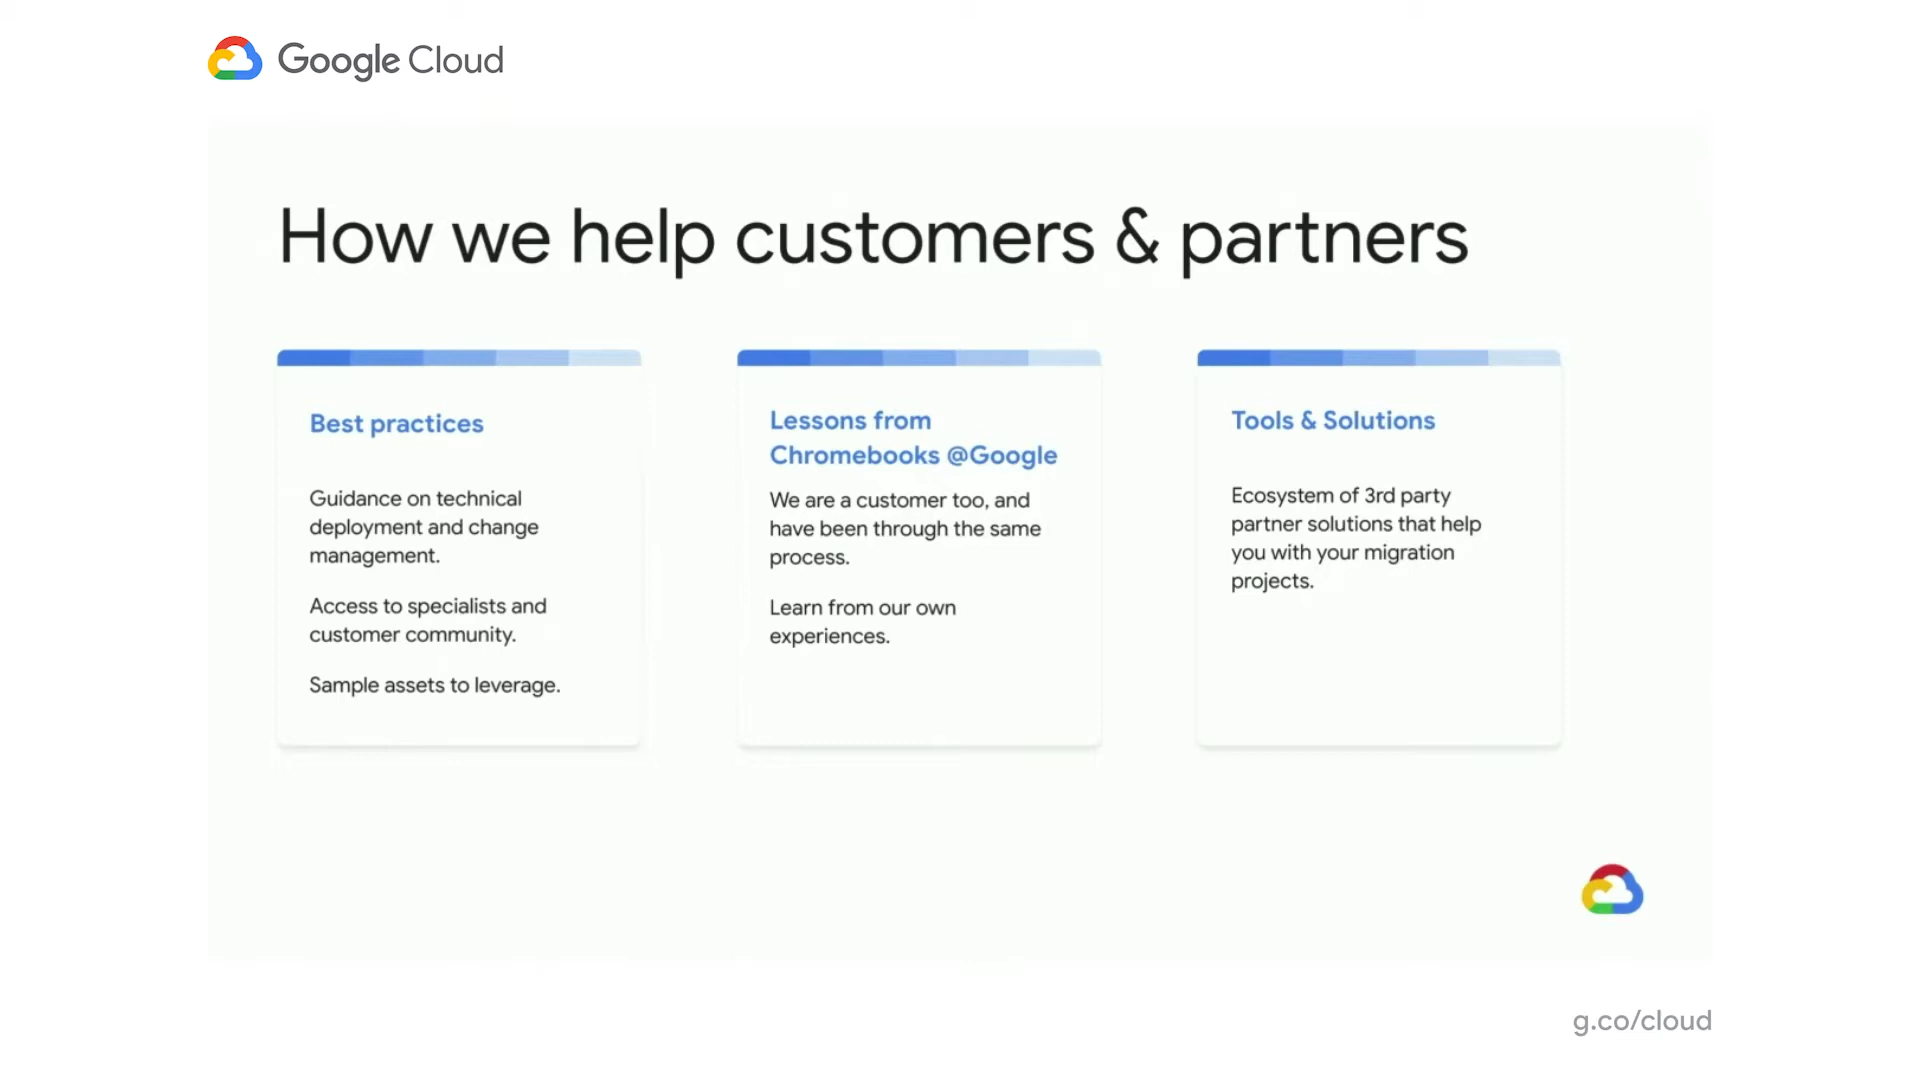 Google Cloud
How we help customers & partners
Best practices
Guidance on technical
deployment and change
management.
Access to specialists and
customer community.
Sample assets to leverage.
Lessons from
Chromebooks @Google
We are a customer too, and
have been through the same
process.
Learn from our own
experiences.
Tools & Solutions
Ecosystem of 3rd party
partner solutions that help
you with your migration
projects.
g.co/cloud